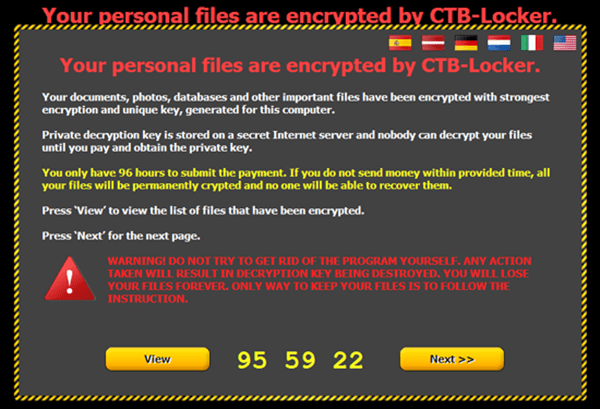 Your personal files are encrypted by CTB-Locker.
Your personal files are encrypted by CTB-Locker.
Your documents, photos, databases and other important files have been encrypted with strongest
encryption and unique key, generated for this computer.
Private decryption key is stored on a secret Internet server and nobody can decrypt your files
until you pay and obtain the private key.
You only have 96 hours to submit the payment. If you do not send money within provided time, all
your files will be permanently crypted and no one will be able to recover them.
Press 'View' to view the list of files that have been encrypted.
Press 'Next' for the next page.
WARNING! DO NOT TRY TO GET RID OF THE PROGRAM YOURSELF. ANY ACTION
TAKEN WILL RESULT IN DECRYPTION KEY BEING DESTROYED. YOU WILL LOSE
YOUR FILES FOREVER. ONLY WAY TO KEEP YOUR FILES IS TO FOLLOW THE
INSTRUCTION.
View 95 59 22 Next >>